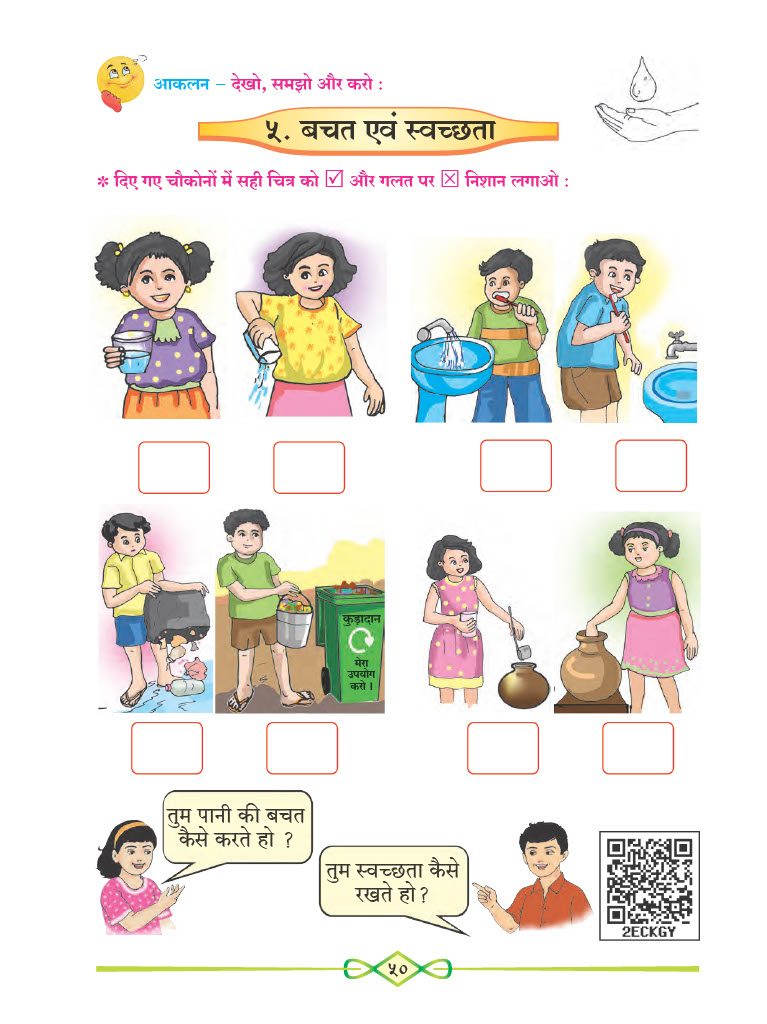 आकलन – देखो, समझो और करो :
५. बचत एवं स्वच्छता
* दिए गए चौकोनों में सही चित्र को ☑ और गलत पर ☒ निशान लगाओ :
कुड़ादान
मेरा
उपयोग
करो ।
तुम पानी की बचत
कैसे करते हो ?
तुम स्वच्छता कैसे
रखते हो ?
2ECKGY
५०